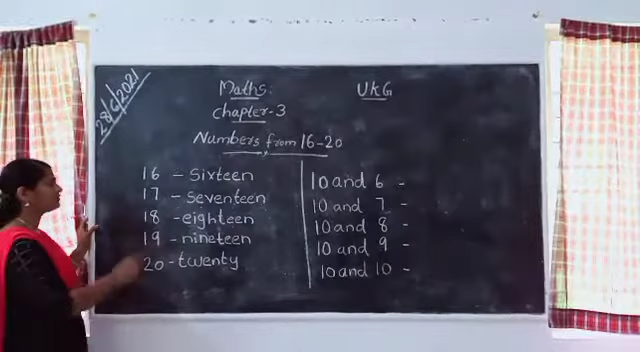 28/6/2021
Maths:
UKG
chapter-3
Numbers from 16-20
16 - Sixteen
17 - Seventeen
18 - eighteen
19 - nineteen
20 - twenty
10 and 6 -
10 and 7 -
10 and 8 -
10 and 9 -
10 and 10 -